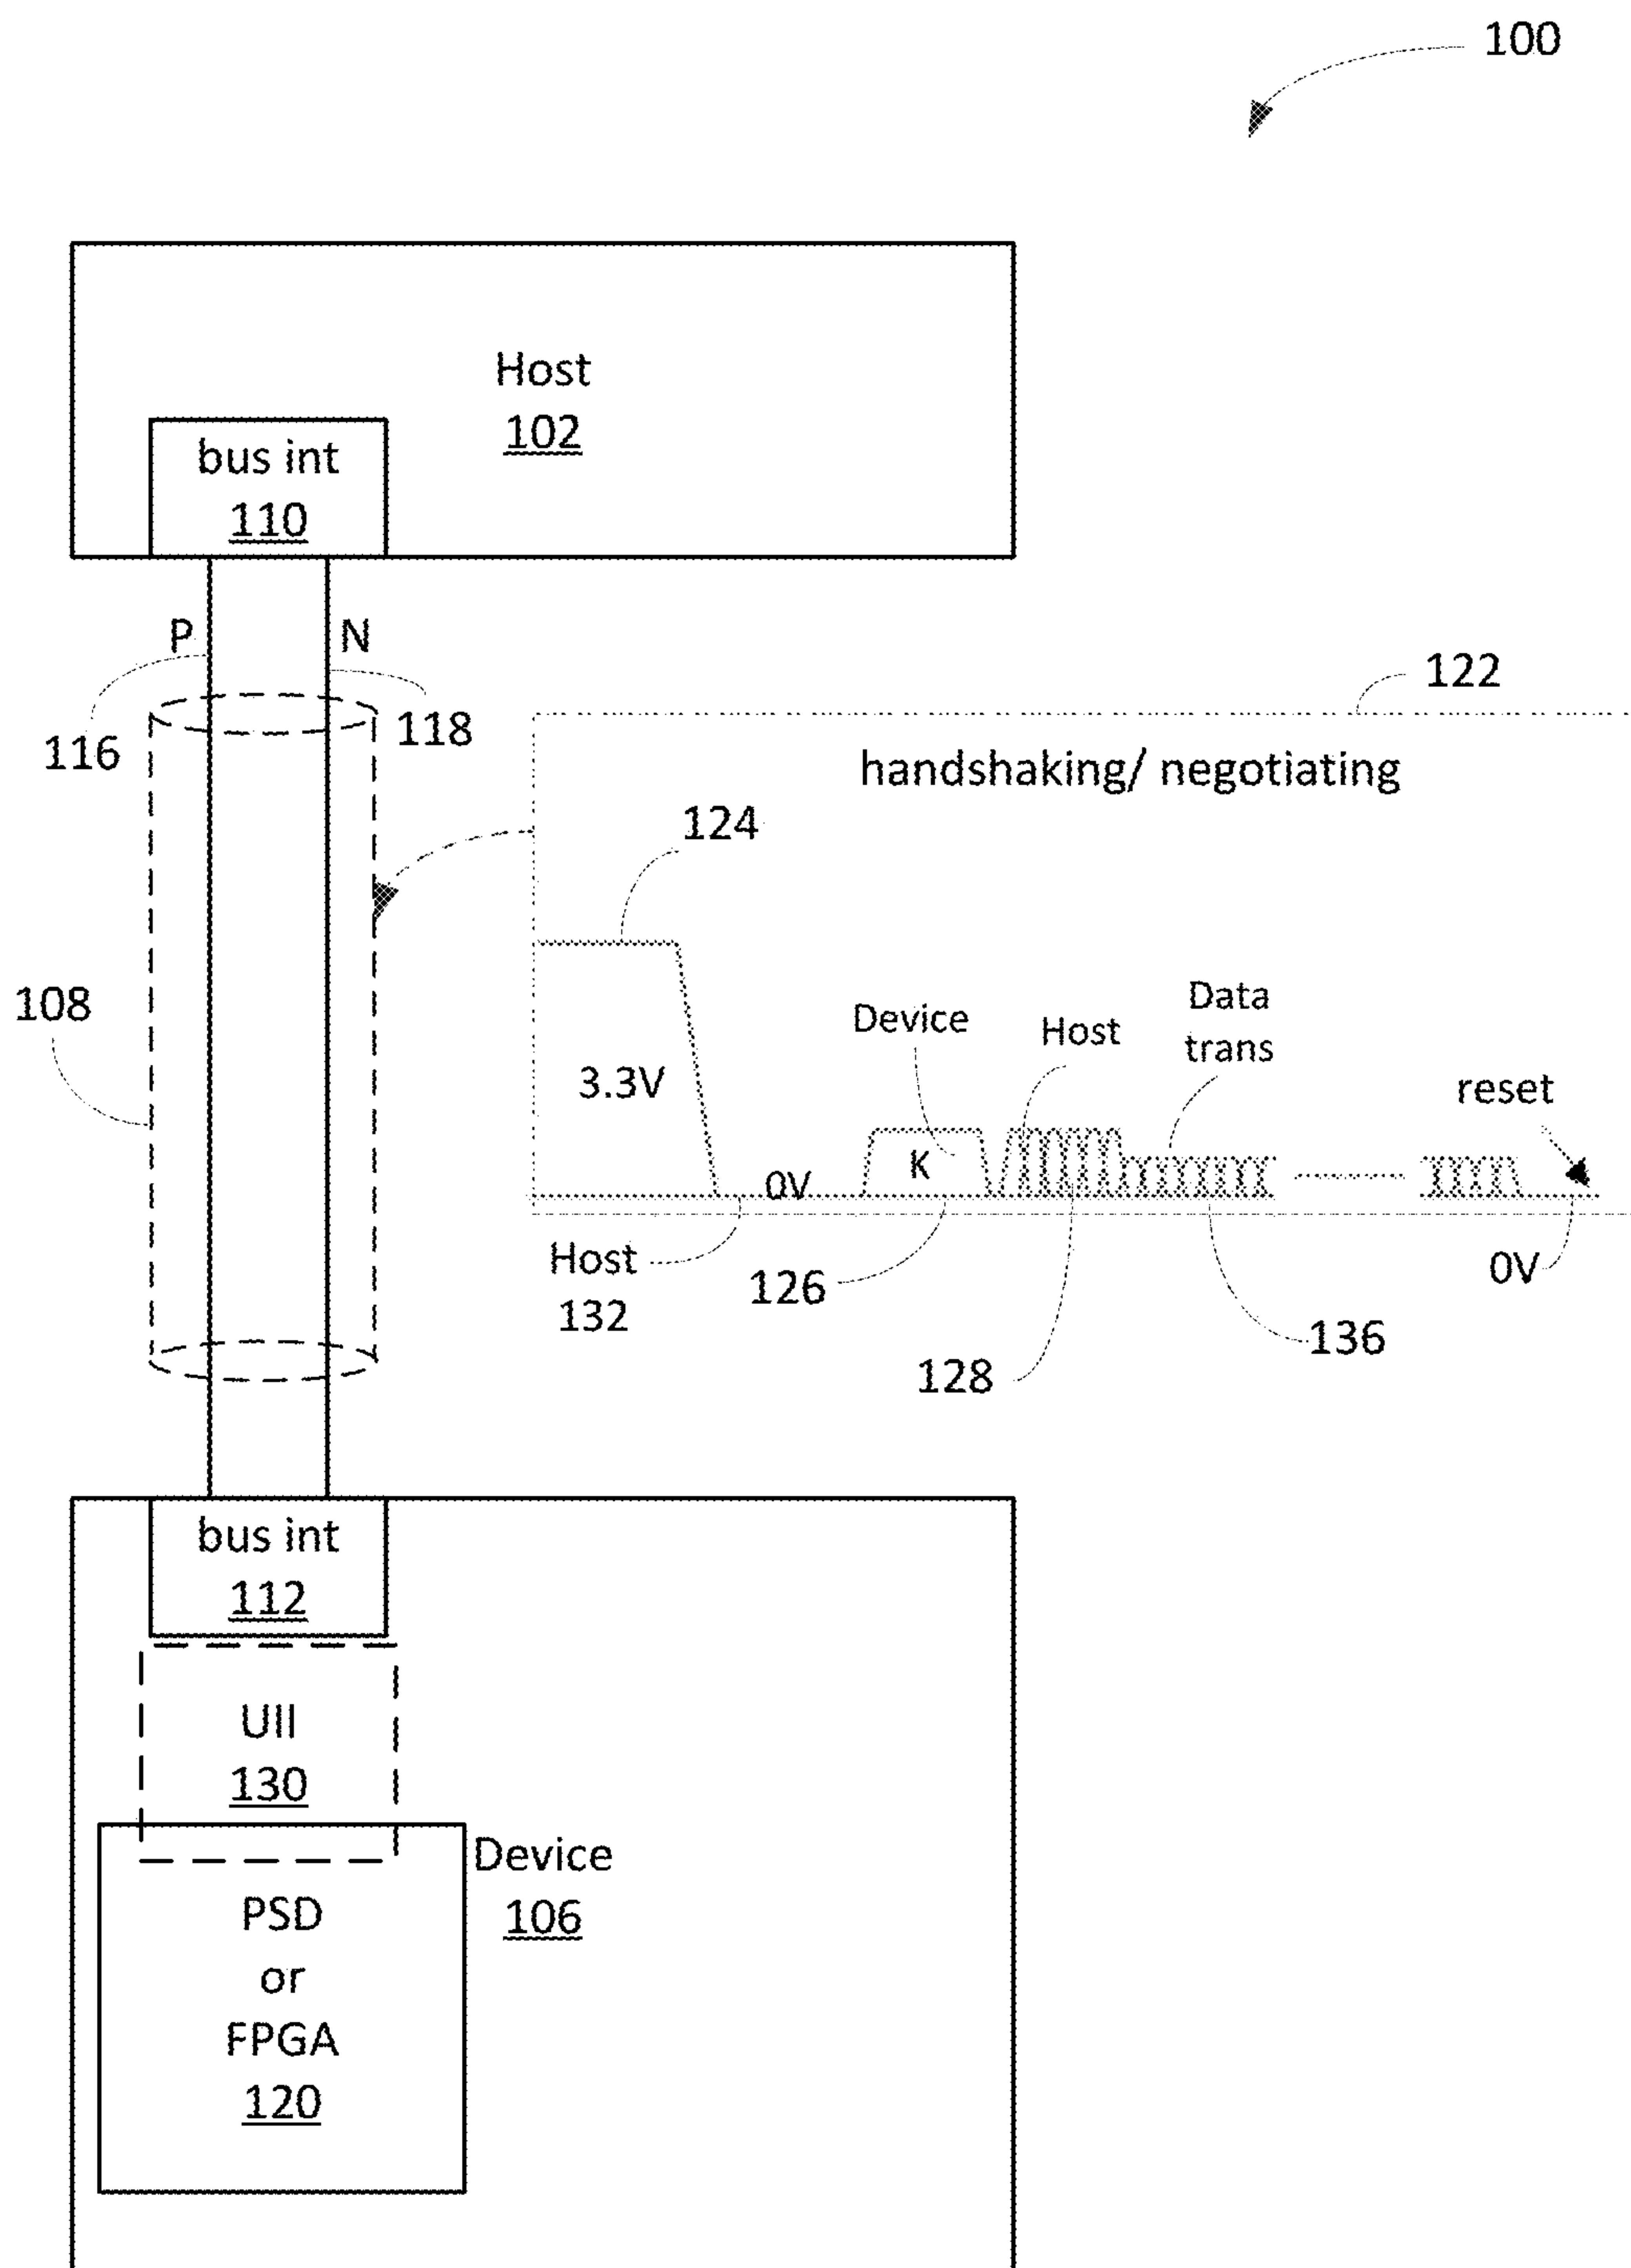 100
Host
102
bus int
110
P
N
116
118
122
handshaking/ negotiating
124
108
3.3V
Device
Host
Data
trans
reset
K
0V
Host
132
126
128
136
0V
bus int
112
UII
130
Device
106
PSD
or
FPGA
120